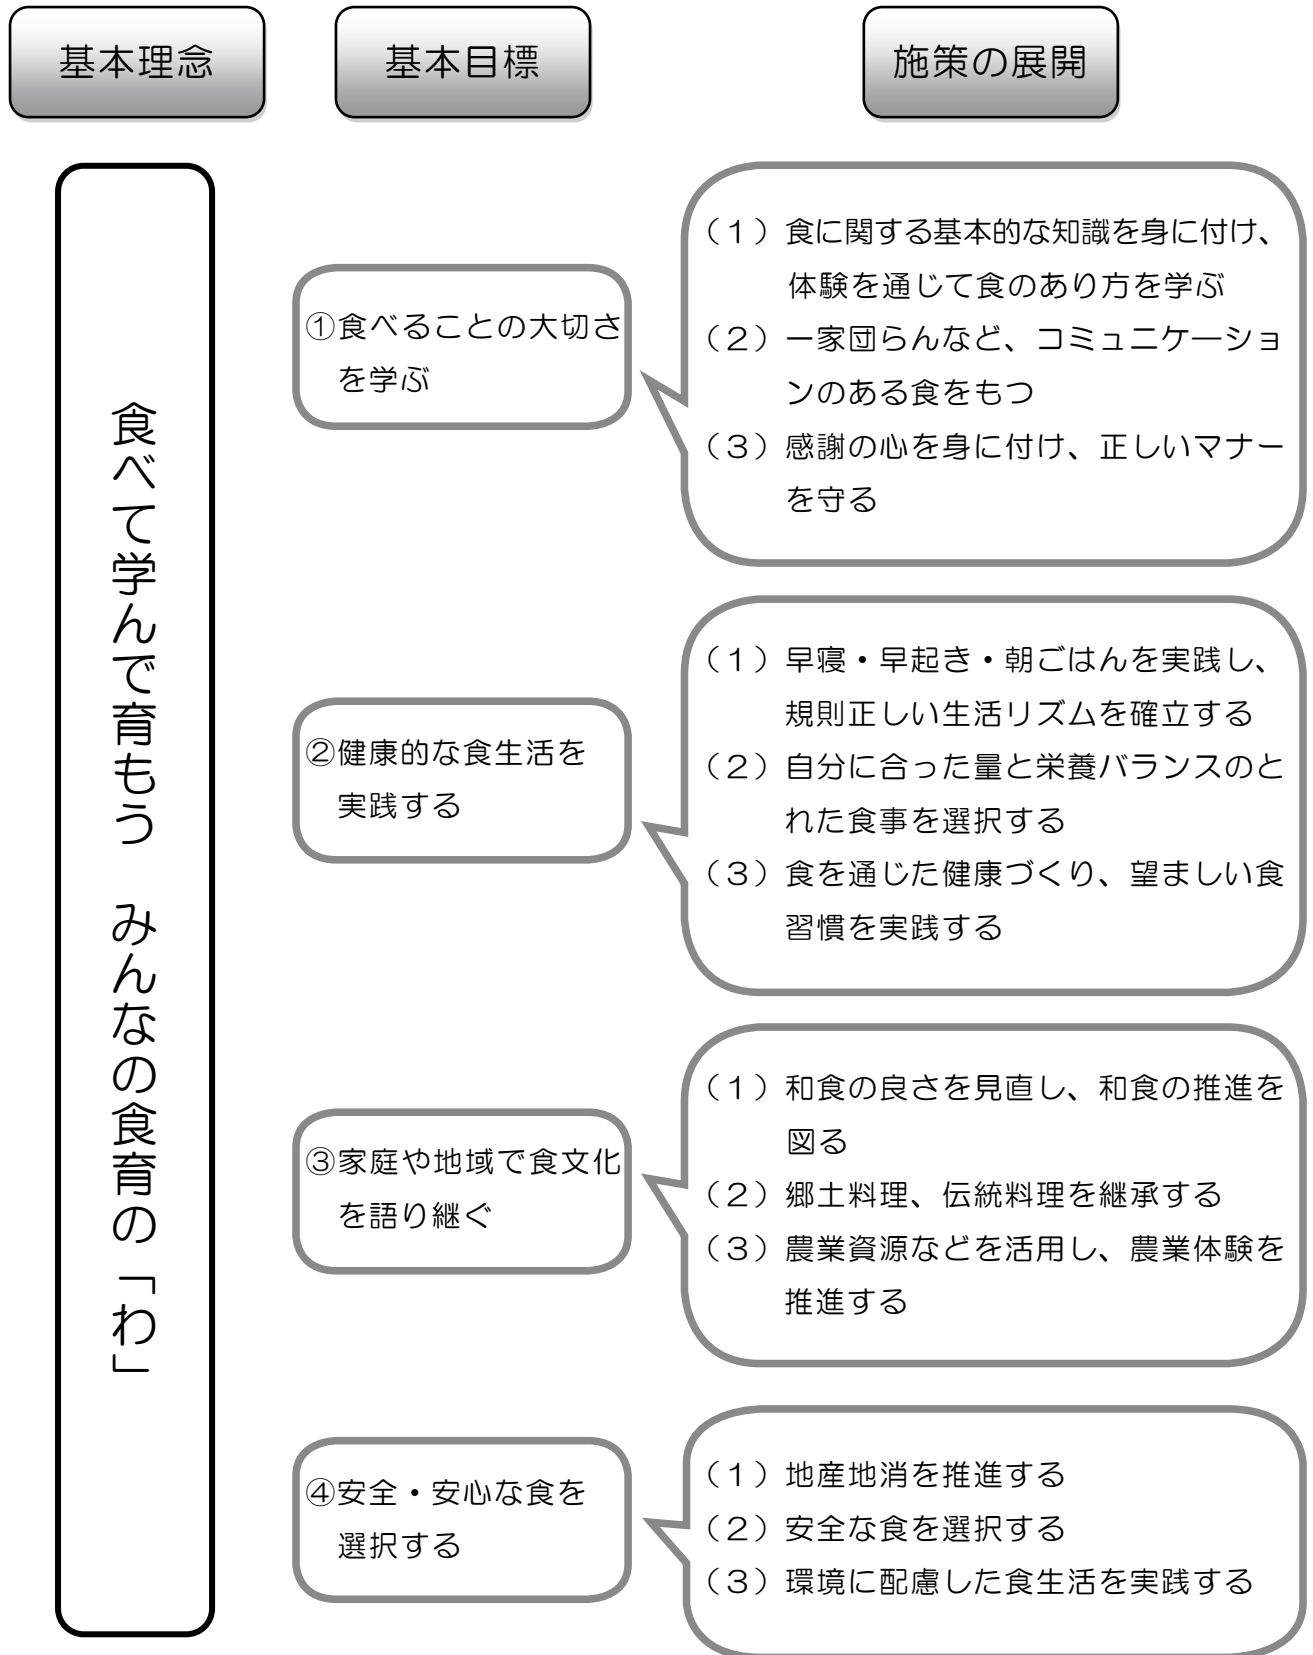 基本理念
基本目標
施策の展開
食べて学んで育もう　みんなの食育の「わ」
①食べることの大切さ
を学ぶ
（１）食に関する基本的な知識を身に付け、
体験を通じて食のあり方を学ぶ
（２）一家団らんなど、コミュニケーショ
ンのある食をもつ
（３）感謝の心を身に付け、正しいマナー
を守る
②健康的な食生活を
実践する
（１）早寝・早起き・朝ごはんを実践し、
規則正しい生活リズムを確立する
（２）自分に合った量と栄養バランスのと
れた食事を選択する
（３）食を通じた健康づくり、望ましい食
習慣を実践する
③家庭や地域で食文化
を語り継ぐ
（１）和食の良さを見直し、和食の推進を
図る
（２）郷土料理、伝統料理を継承する
（３）農業資源などを活用し、農業体験を
推進する
④安全・安心な食を
選択する
（１）地産地消を推進する
（２）安全な食を選択する
（３）環境に配慮した食生活を実践する